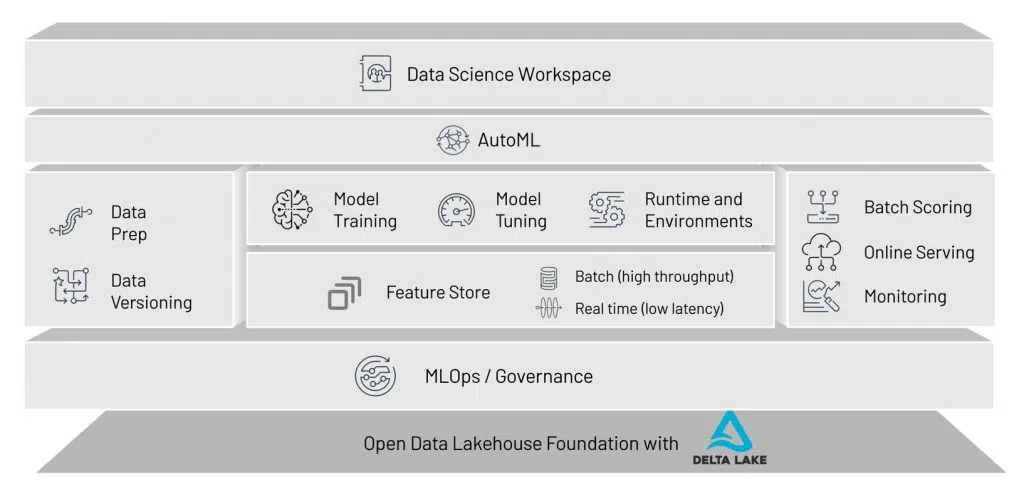 Data Science Workspace
AutoML
Data
Prep
Data
Versioning
Model
Training
Model
Tuning
Runtime and
Environments
Feature Store
Batch (high throughput)
Real time (low latency)
Batch Scoring
Online Serving
Monitoring
MLOps / Governance
Open Data Lakehouse Foundation with
DELTA LAKE